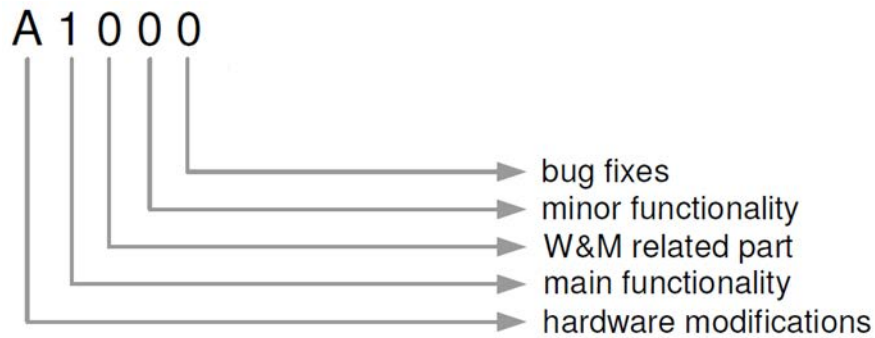 A 1 0 0 0
bug fixes
minor functionality
W&M related part
main functionality
hardware modifications